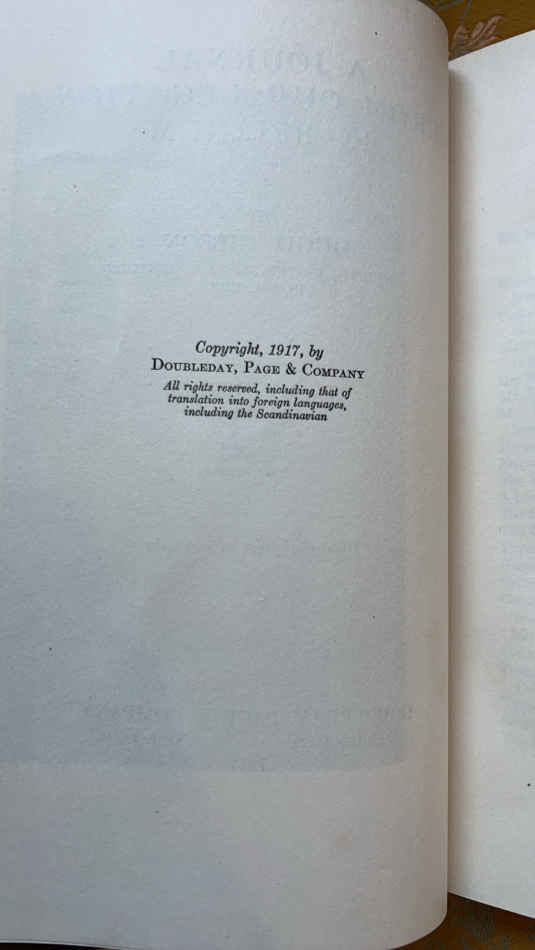 Copyright, 1917, by
DOUBLEDAY, PAGE & COMPANY
All rights reserved, including that of
translation into foreign languages,
including the Scandinavian